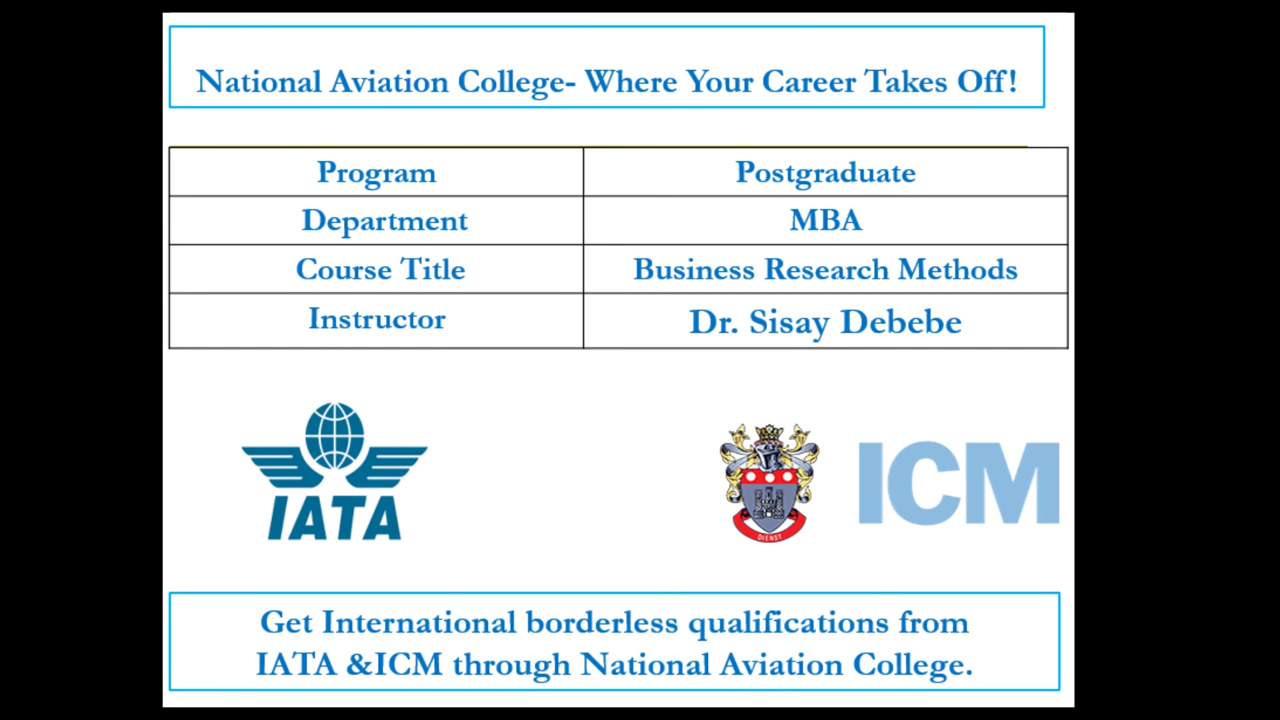 National Aviation College- Where Your Career Takes Off!
Program Postgraduate
Department MBA
Course Title Business Research Methods
Instructor Dr. Sisay Debebe
IATA
DIENST
ICM
Get International borderless qualifications from
IATA &ICM through National Aviation College.